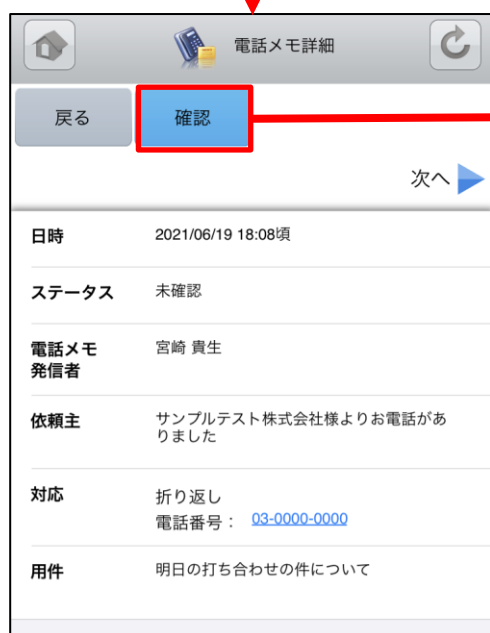 電話メモ詳細
戻る
確認
次へ
日時 2021/06/19 18:08頃
ステータス 未確認
電話メモ 宮崎 貴生
発信者
依頼主 サンプルテスト株式会社様よりお電話があ
りました
対応 折り返し
電話番号： 03-0000-0000
用件 明日の打ち合わせの件について